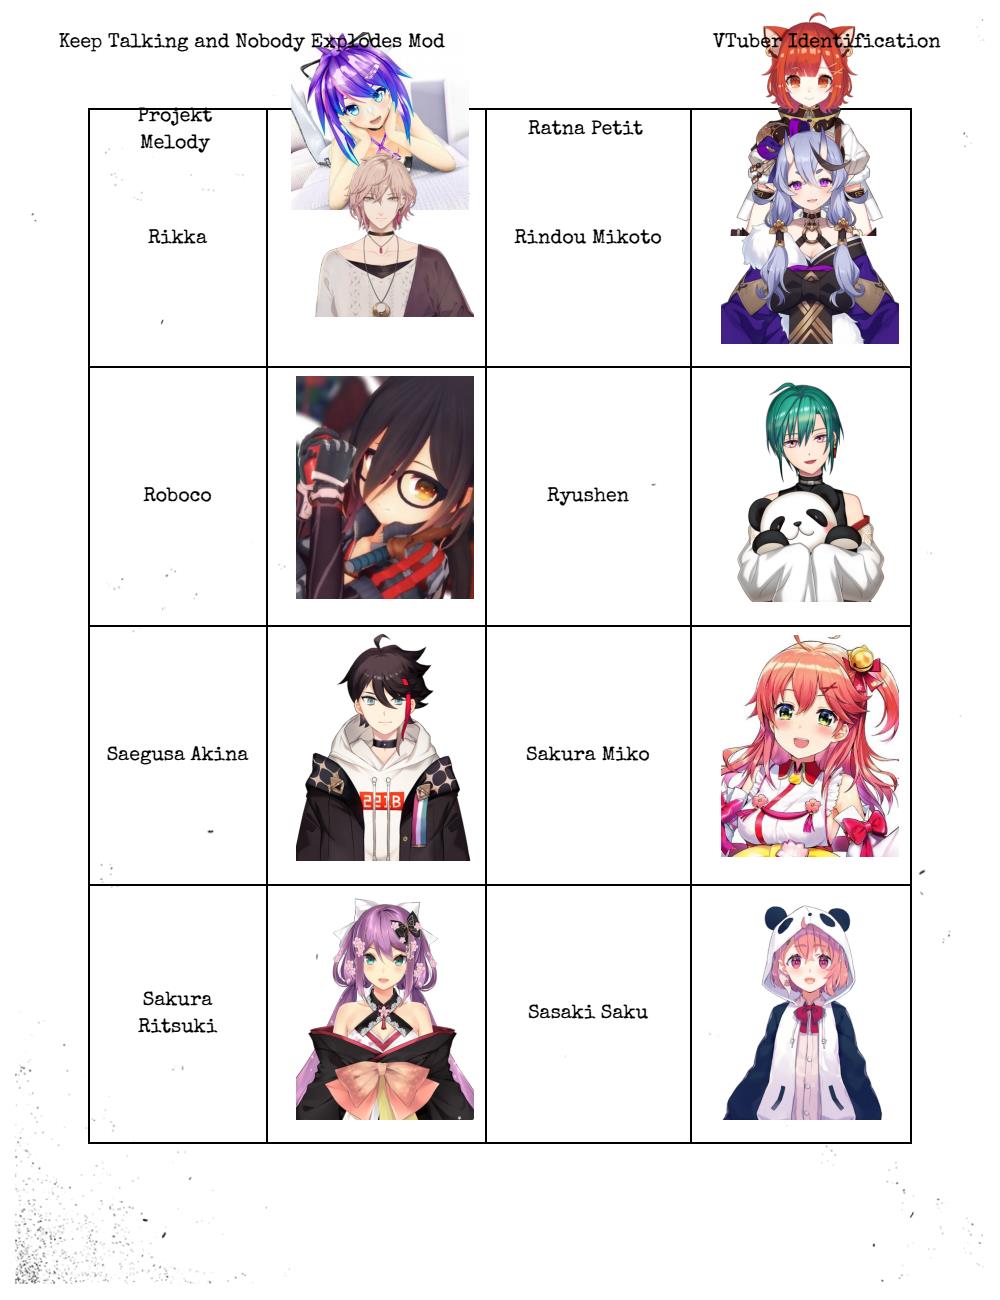 Keep Talking and Nobody Explodes Mod
VTuber Identification
Projekt
Melody
Ratna Petit
Rikka
Rindou Mikoto
Roboco
Ryushen
Saegusa Akina
Sakura Miko
221B
Sakura
Ritsuki
Sasaki Saku